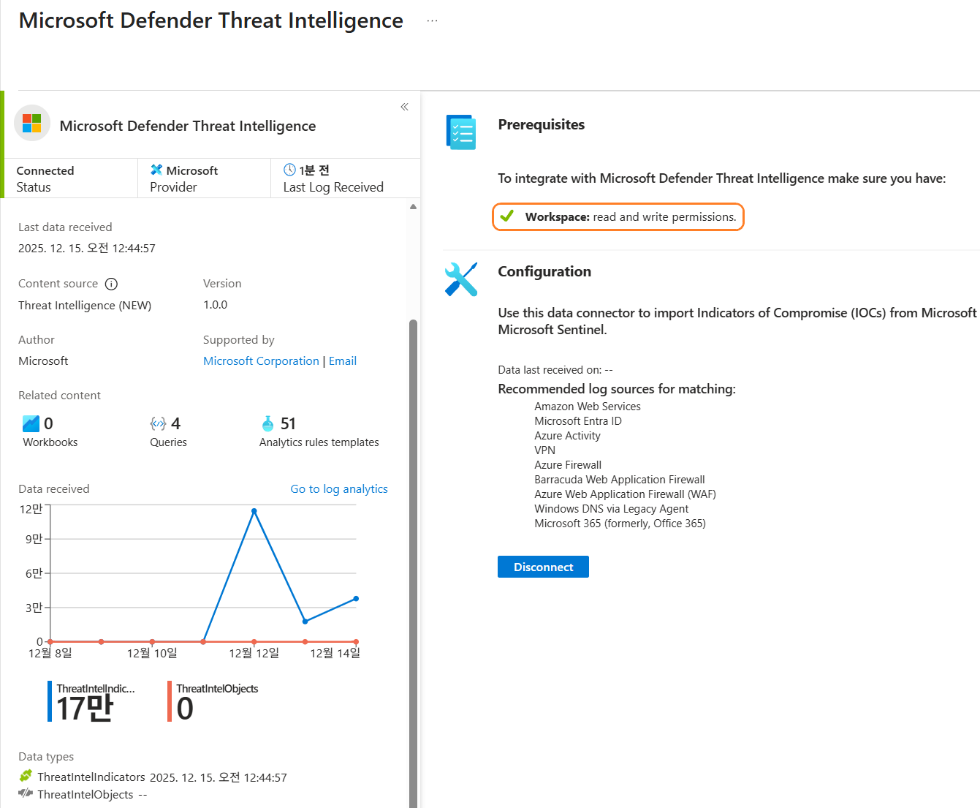 Microsoft Defender Threat Intelligence ...
Microsoft Defender Threat Intelligence
Connected
Status
Microsoft
Provider
1분 전
Last Log Received
Last data received
2025. 12. 15. 오전 12:44:57
Content source
Version
Threat Intelligence (NEW)
1.0.0
Author
Supported by
Microsoft
Microsoft Corporation | Email
Related content
0
Workbooks
4
Queries
51
Analytics rules templates
Data received
Go to log analytics
12만
9만
6만
3만
0
12월 8일
12월 10일
12월 12일
12월 14일
ThreatIntelIndic...
17만
ThreatIntelObjects
0
Data types
ThreatIntelIndicators 2025. 12. 15. 오전 12:44:57
ThreatIntelObjects --
Prerequisites
To integrate with Microsoft Defender Threat Intelligence make sure you have:
Workspace: read and write permissions.
Configuration
Use this data connector to import Indicators of Compromise (IOCs) from Microsoft
Microsoft Sentinel.
Data last received on: --
Recommended log sources for matching:
Amazon Web Services
Microsoft Entra ID
Azure Activity
VPN
Azure Firewall
Barracuda Web Application Firewall
Azure Web Application Firewall (WAF)
Windows DNS via Legacy Agent
Microsoft 365 (formerly, Office 365)
Disconnect